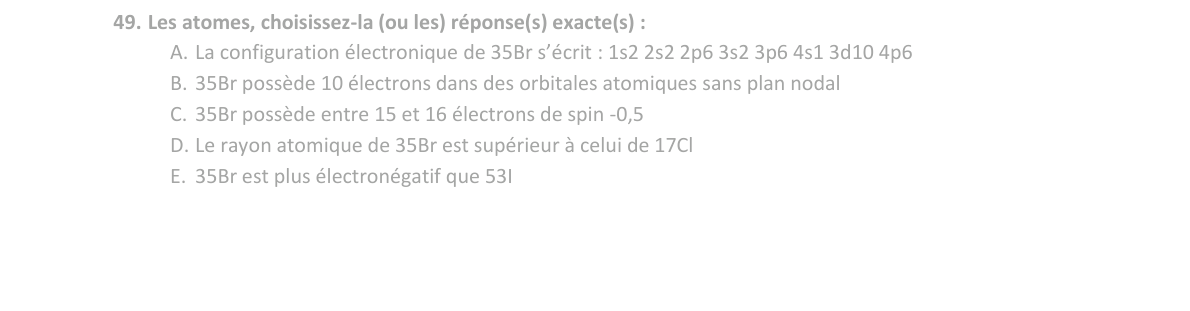 49. Les atomes, choisissez-la (ou les) réponse(s) exacte(s) :
A. La configuration électronique de 35Br s’écrit : 1s2 2s2 2p6 3s2 3p6 4s1 3d10 4p6
B. 35Br possède 10 électrons dans des orbitales atomiques sans plan nodal
C. 35Br possède entre 15 et 16 électrons de spin -0,5
D. Le rayon atomique de 35Br est supérieur à celui de 17Cl
E. 35Br est plus électronégatif que 53I